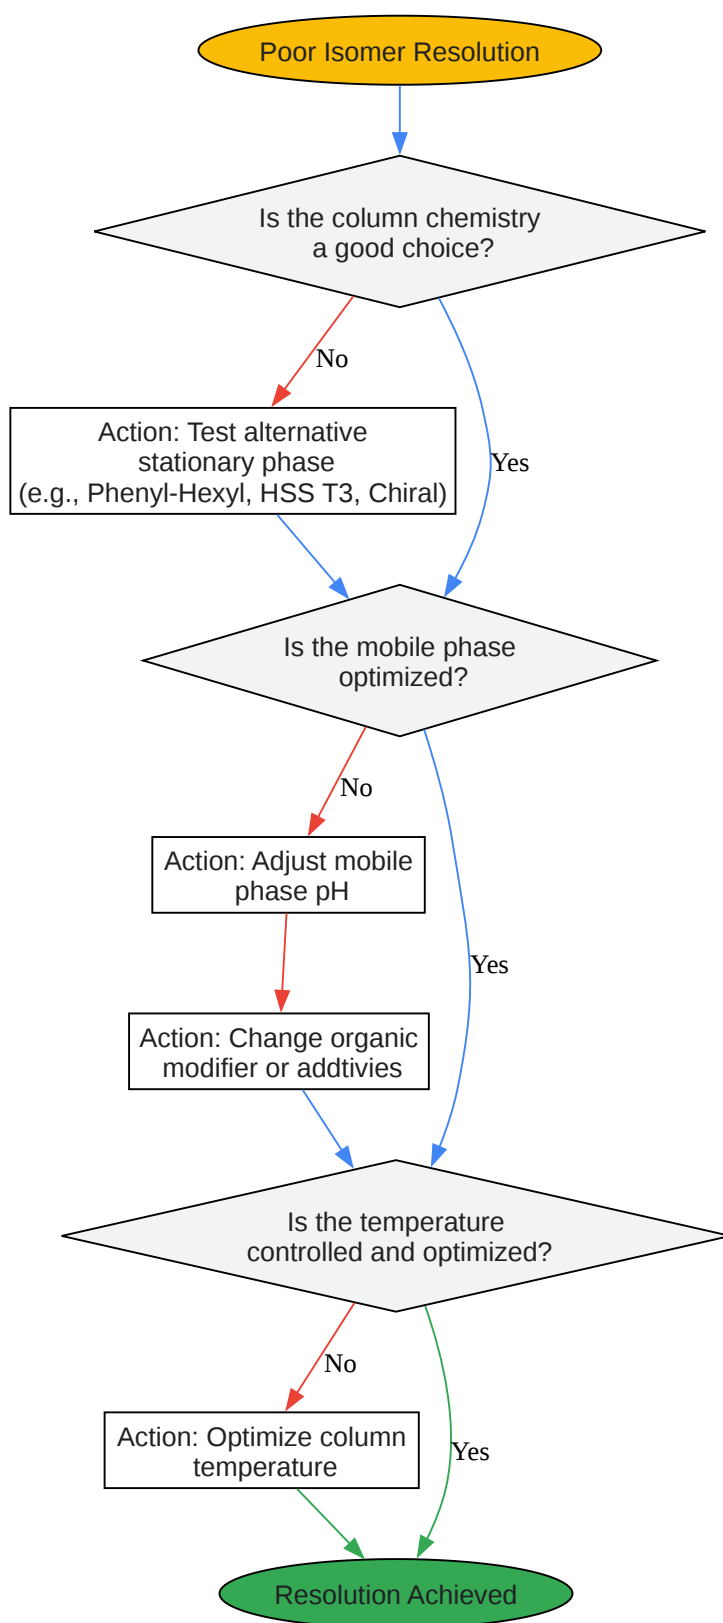 Poor Isomer Resolution
Is the column chemistry
a good choice?
No
Action: Test alternative
stationary phase
(e.g., Phenyl-Hexyl, HSS T3, Chiral)
Yes
Is the mobile phase
optimized?
No
Action: Adjust mobile
phase pH
Yes
Action: Change organic
modifier or addtivies
Is the temperature
controlled and optimized?
No
Action: Optimize column
temperature
Yes
Resolution Achieved